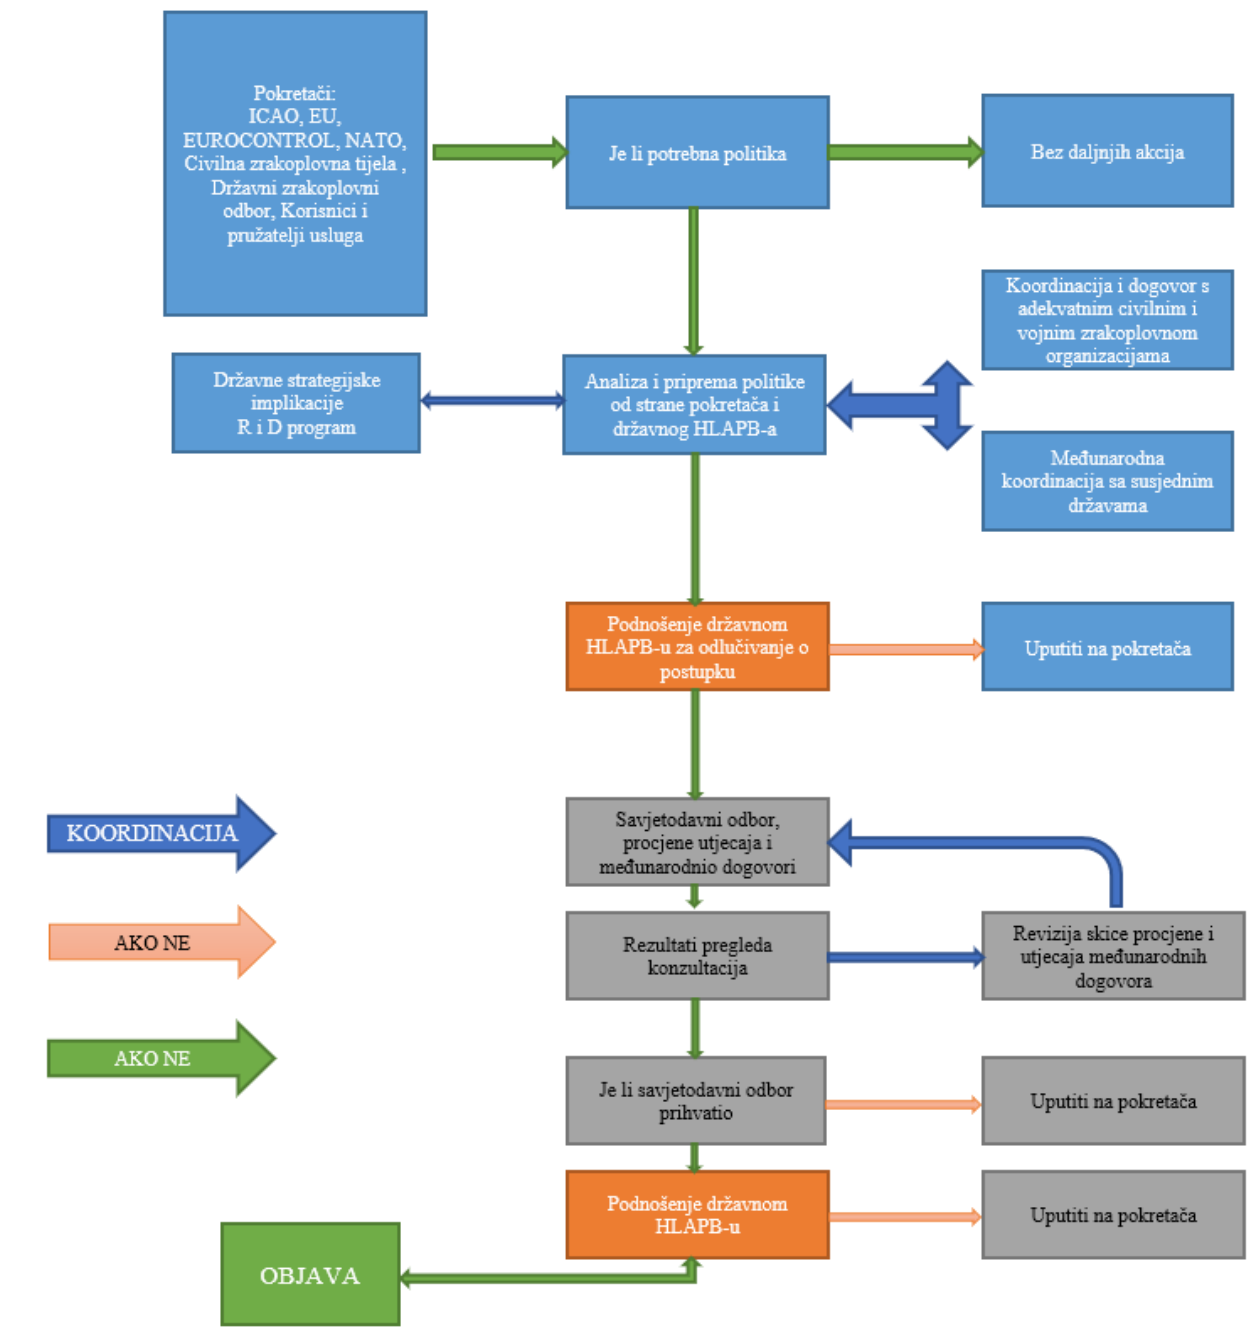 Pokretači:
ICAO, EU,
EUROCONTROL, NATO,
Civilna zrakoplovna tijela ,
Državni zrakoplovni
odbor, Korisnici i
pružatelji usluga
Je li potrebna politika
Bez daljnjih akcija
Koordinacija i dogovor s
adekvatnim civilnim i
vojnim zrakoplovnom
organizacijama
Državne strategijske
implikacije
R i D program
Analiza i priprema politike
od strane pokretača i
državnog HLAPB-a
Međunarodna
koordinacija sa susjednim
državama
Podnošenje državnom
HLAPB-u za odlučivanje o
postupku
Uputiti na pokretača
KOORDINACIJA
Savjetodavni odbor,
procjene utjecaja i
međunarodnio dogovori
AKO NE
Rezultati pregleda
konzultacija
Revizija skice procjene i
utjecaja međunarodnih
dogovora
AKO NE
Je li savjetodavni odbor
prihvatio
Uputiti na pokretača
Podnošenje državnom
HLAPB-u
Uputiti na pokretača
OBJAVA